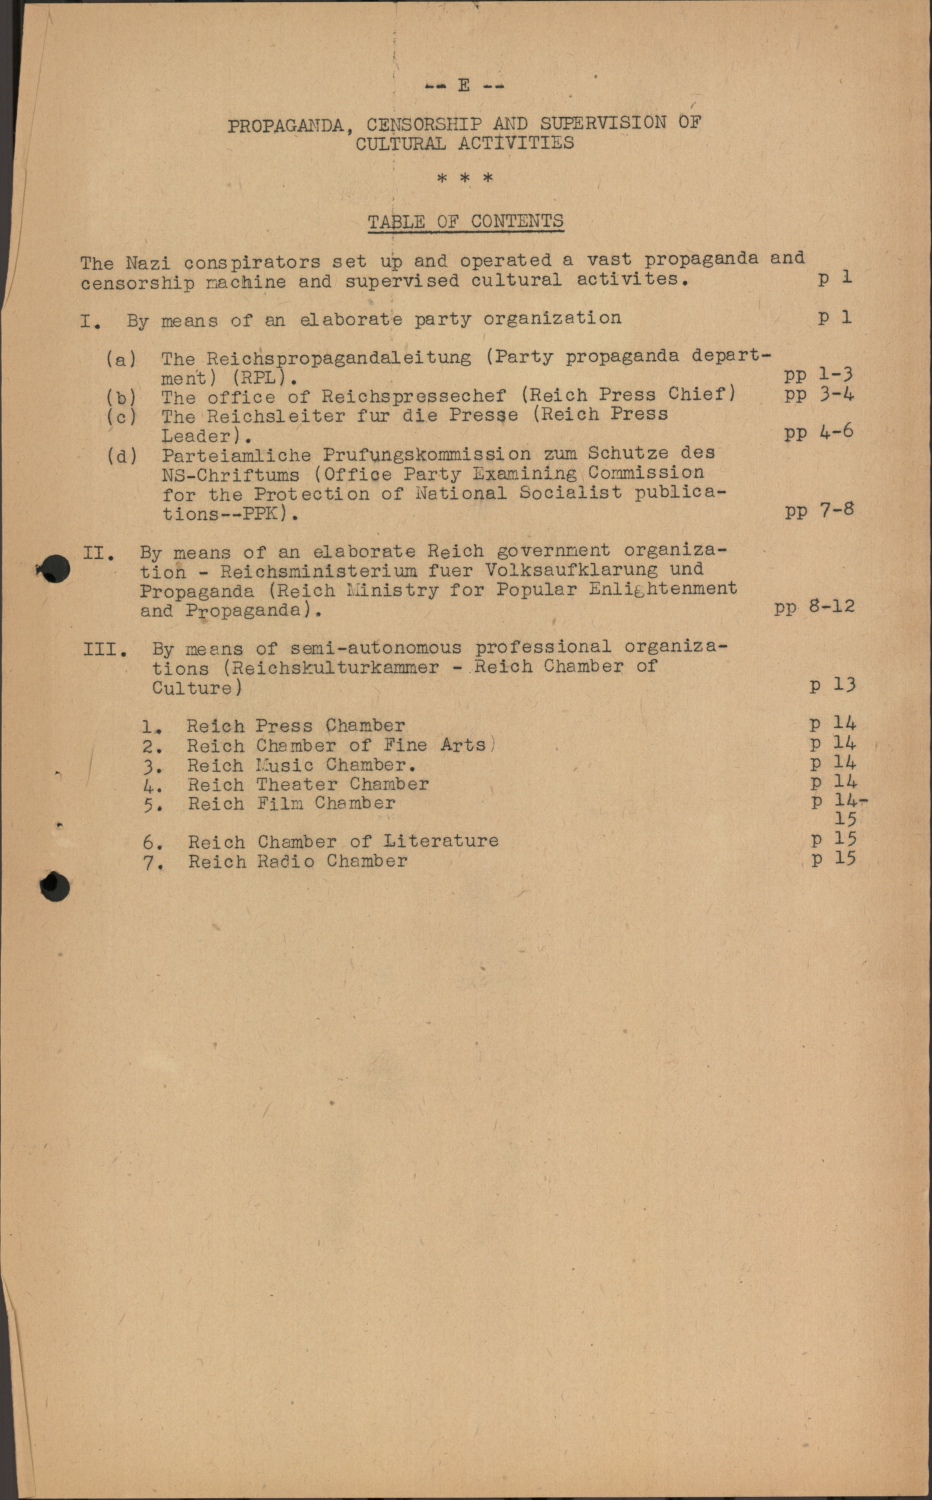 -- E --
PROPAGANDA, CENSORSHIP AND SUPERVISION OF
CULTURAL ACTIVITIES
* * *
TABLE OF CONTENTS
The Nazi conspirators set up and operated a vast propaganda and
censorship machine and supervised cultural activites. p 1
I. By means of an elaborate party organization p 1
(a) The Reichspropagandaleitung (Party propaganda depart-
ment) (RPL). pp 1-3
(b) The office of Reichspressechef (Reich Press Chief) pp 3-4
(c) The Reichsleiter fur die Presse (Reich Press
Leader). pp 4-6
(d) Parteiamliche Prufungskommission zum Schutze des
NS-Chriftums (Office Party Examining Commission
for the Protection of National Socialist publica-
tions--PPK). pp 7-8
II. By means of an elaborate Reich government organiza-
tion - Reichsministerium fuer Volksaufklarung und
Propaganda (Reich Ministry for Popular Enlightenment
and Propaganda). pp 8-12
III. By means of semi-autonomous professional organiza-
tions (Reichskulturkammer - Reich Chamber of
Culture) p 13
1. Reich Press Chamber p 14
2. Reich Chamber of Fine Arts) p 14
3. Reich Music Chamber. p 14
4. Reich Theater Chamber p 14
5. Reich Film Chamber p 14-
15
6. Reich Chamber of Literature p 15
7. Reich Radio Chamber p 15